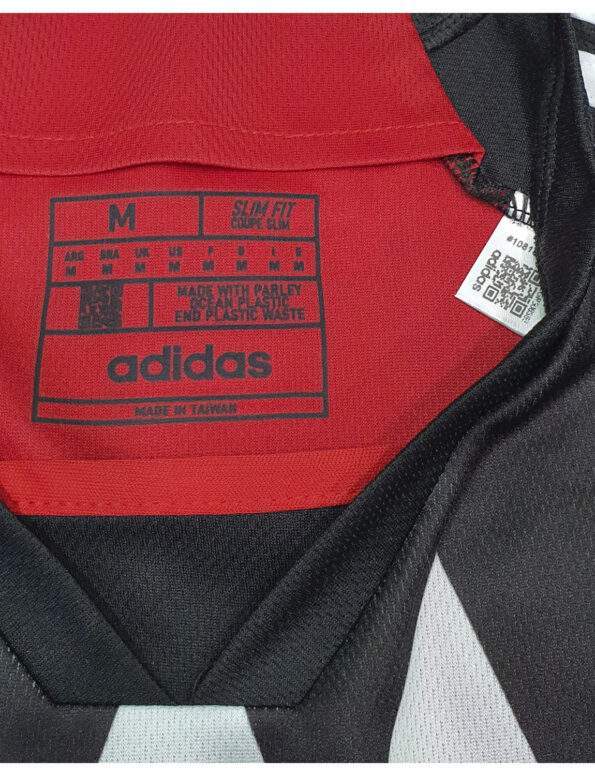 M
SLIM FIT
COUPE SLIM
ARG BRA UK US F D I E
M M M M M M M M
MADE WITH PARLEY
OCEAN PLASTIC
END PLASTIC WASTE
adidas
MADE IN TAIWAN
adidas